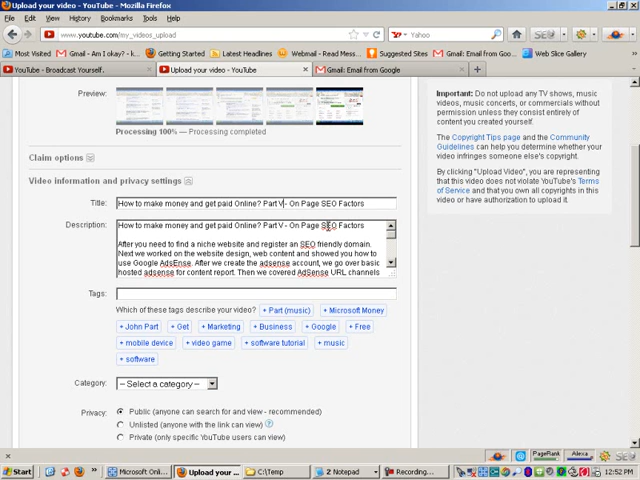 Upload your video - YouTube - Mozilla Firefox
File Edit View History Bookmarks Tools Help
www.youtube.com/my_videos_upload
Yahoo
Most Visited Gmail - Am I okay? - k... Getting Started Latest Headlines Webmail - Read Mem... Suggested Sites Gmail: Email from Goo... Web Slice Gallery
YouTube - Broadcast Yourself.
Upload your video - YouTube
Gmail: Email from Google
Preview:
Processing 100% — Processing completed
Claim options
Video information and privacy settings
Title: How to make money and get paid Online? Part V- On Page SEO Factors
Description: How to make money and get paid Online? Part V - On Page SEO Factors
After you need to find a niche website and register an SEO friendly domain.
Next we worked on the website design, web content and showed you how to
use Google AdsEnse. After we create the adsense account, we go over basic
hosted adsense for content report. Then we covered AdSense URL channels
Tags:
Which of these tags describe your video? + Part (music) + Microsoft Money
+ John Part + Get + Marketing + Business + Google + Free
+ mobile device + video game + software tutorial + music
+ software
Category: -- Select a category --
Privacy: Public (anyone can search for and view - recommended)
Unlisted (anyone with the link can view)
Private (only specific YouTube users can view)
Important: Do not upload any TV shows, music
videos, music concerts, or commercials without
permission unless they consist entirely of
content you created yourself.
The Copyright Tips page and the Community
Guidelines can help you determine whether your
video infringes someone else's copyright.
By clicking "Upload Video", you are representing
that this video does not violate YouTube's Terms
of Service and that you own all copyrights in this
video or have authorization to upload it.
PageRank Alexa
Start Microsoft Onl... Upload your ... C:\Temp 2 Notepad Recording... 12:52 PM